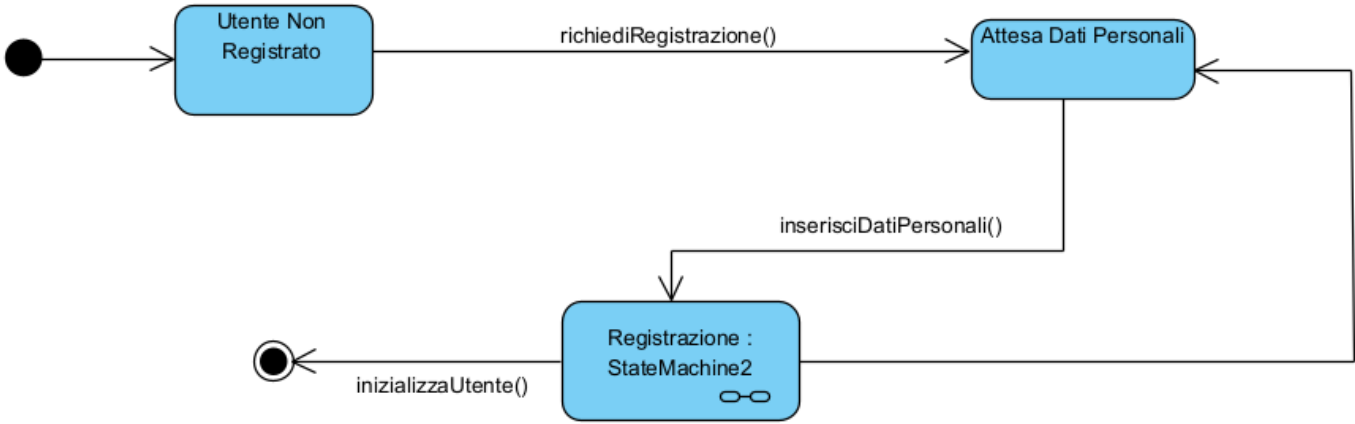 Utente Non
Registrato
richiediRegistrazione()
Attesa Dati Personali
inserisciDatiPersonali()
Registrazione :
StateMachine2
inizializzaUtente()